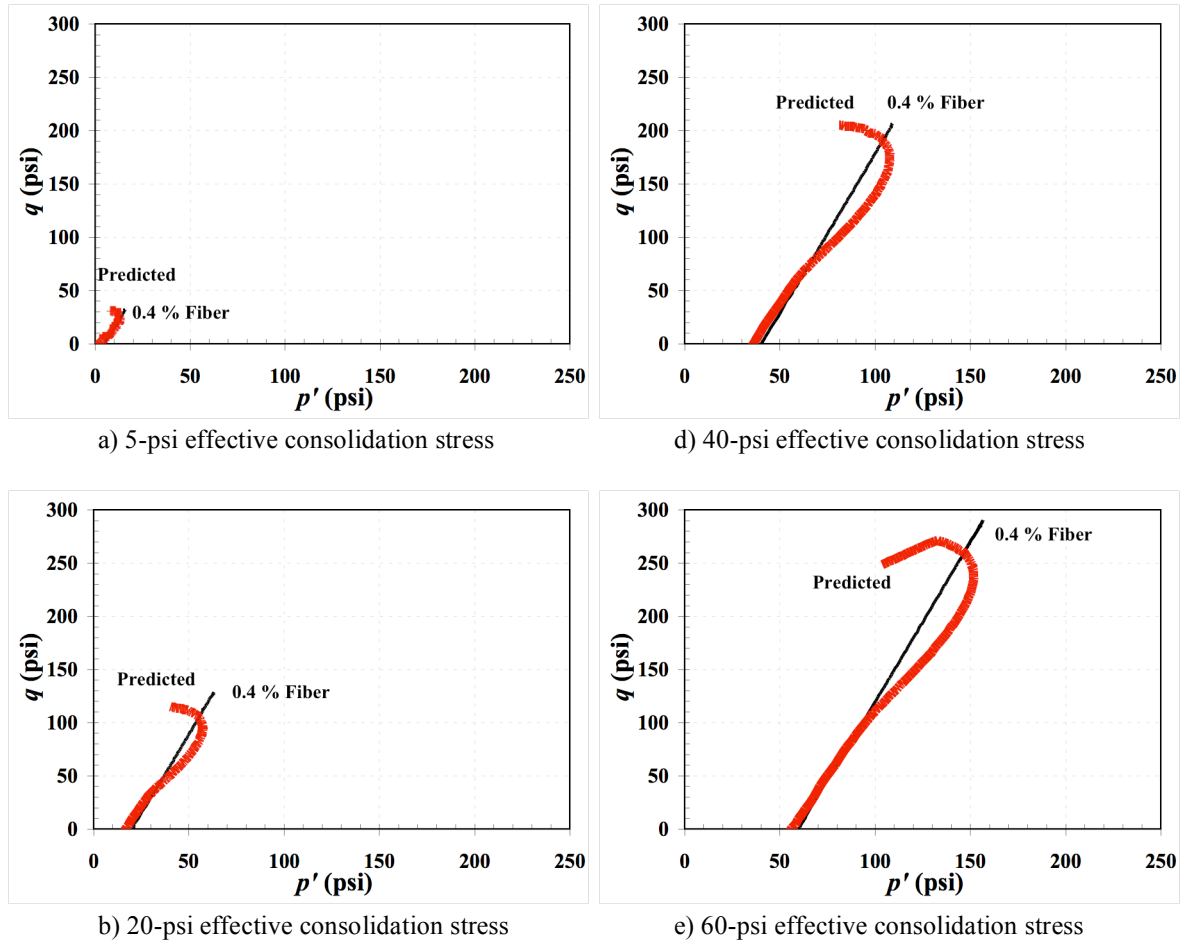 300
250
200
150
100
50
0
q (psi)
Predicted
0.4 % Fiber
0 50 100 150 200 250
p′ (psi)
a) 5-psi effective consolidation stress
300
250
200
150
100
50
0
q (psi)
Predicted
0.4 % Fiber
0 50 100 150 200 250
p′ (psi)
d) 40-psi effective consolidation stress
300
250
200
150
100
50
0
q (psi)
Predicted
0.4 % Fiber
0 50 100 150 200 250
p′ (psi)
b) 20-psi effective consolidation stress
300
250
200
150
100
50
0
q (psi)
0.4 % Fiber
Predicted
0 50 100 150 200 250
p′ (psi)
e) 60-psi effective consolidation stress